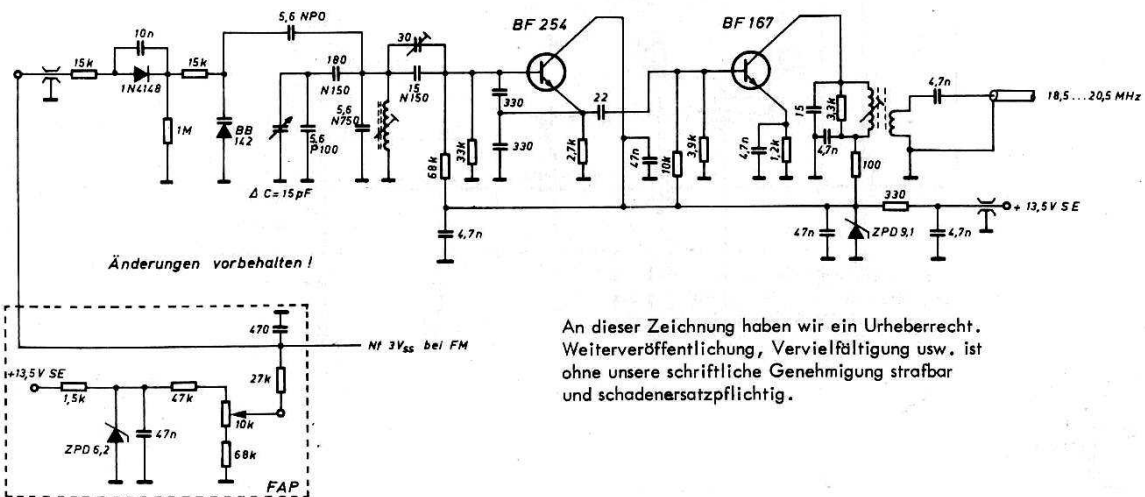 5,6 NPO
BF 254
BF 167
10n
15k
1N4148
15k
1M
BB
142
180
N150
30
15
N150
5,6
P100
5,6
N750
Δ C = 15pF
68k
33k
330
330
22
2,7k
47n
10k
3,9k
4,7n
1,2k
15
3,3k
4,7n
100
4,7n
18,5...20,5 MHz
4,7n
330
+ 13,5V SE
47n
ZPD 9,1
4,7n
Änderungen vorbehalten !
470
Nf 3Vss bei FM
27k
+13,5V SE
1,5k
47k
10k
ZPD 6,2
47n
68k
FAP
An dieser Zeichnung haben wir ein Urheberrecht.
Weiterveröffentlichung, Vervielfältigung usw. ist
ohne unsere schriftliche Genehmigung strafbar
und schadenersatzpflichtig.